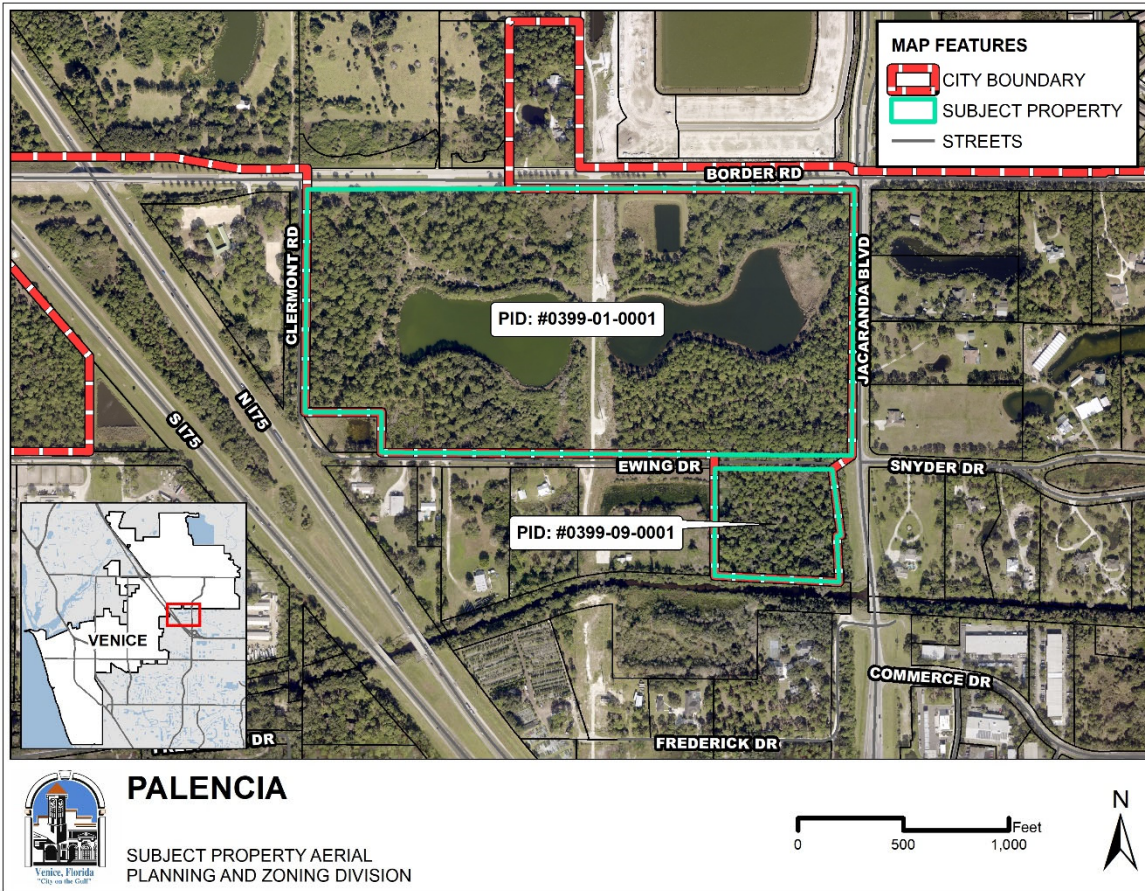 MAP FEATURES
CITY BOUNDARY
SUBJECT PROPERTY
STREETS
BORDER RD
CLERMONT RD
JACARANDA BLVD
PID: #0399-01-0001
N I75
S I75
EWING DR
SNYDER DR
PID: #0399-09-0001
VENICE
COMMERCE DR
FREDERICK DR
DR
PALENCIA
SUBJECT PROPERTY AERIAL
PLANNING AND ZONING DIVISION
Venice, Florida
"City on the Gulf"
N
Feet
0 500 1,000